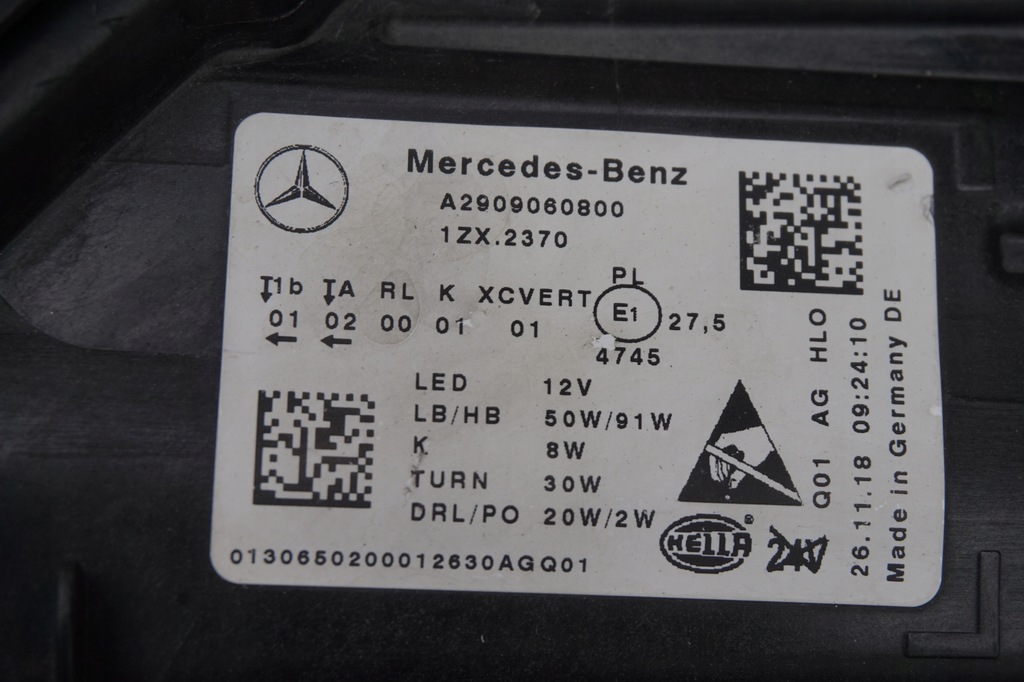 Mercedes-Benz
A2909060800
1ZX.2370
T1b TA RL K XCVERT PL
01 02 00 01 01 E1 27,5
4745
LED 12V
LB/HB 50W/91W
K 8W
TURN 30W
DRL/PO 20W/2W
HELLA ®
0130650200012630AGQ01
Q01 AG HLO
26.11.18 09:24:10
Made in Germany DE